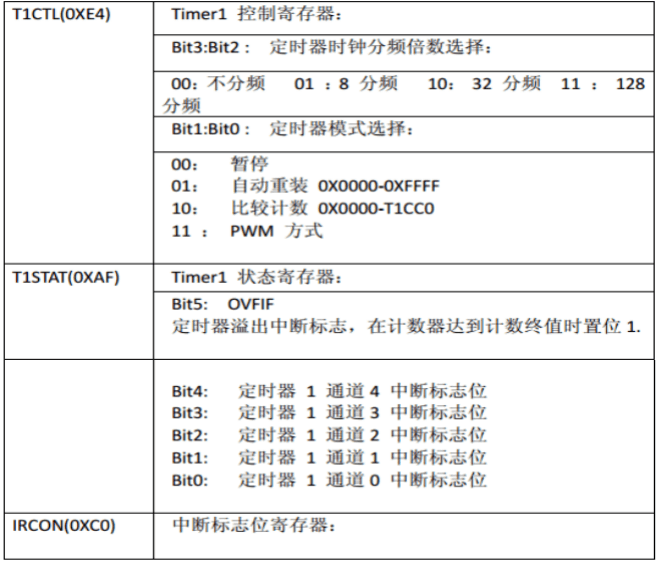 T1CTL(0XE4)
Timer1 控制寄存器：
Bit3:Bit2： 定时器时钟分频倍数选择：
00：不分频 01 ：8 分频 10： 32 分频 11 ： 128
分频
Bit1:Bit0： 定时器模式选择：
00： 暂停
01： 自动重装 0X0000-0XFFFF
10： 比较计数 0X0000-T1CC0
11 ： PWM 方式
T1STAT(0XAF)
Timer1 状态寄存器：
Bit5: OVFIF
定时器溢出中断标志，在计数器达到计数终值时置位 1.
Bit4: 定时器 1 通道 4 中断标志位
Bit3: 定时器 1 通道 3 中断标志位
Bit2: 定时器 1 通道 2 中断标志位
Bit1: 定时器 1 通道 1 中断标志位
Bit0: 定时器 1 通道 0 中断标志位
IRCON(0XC0)
中断标志位寄存器：